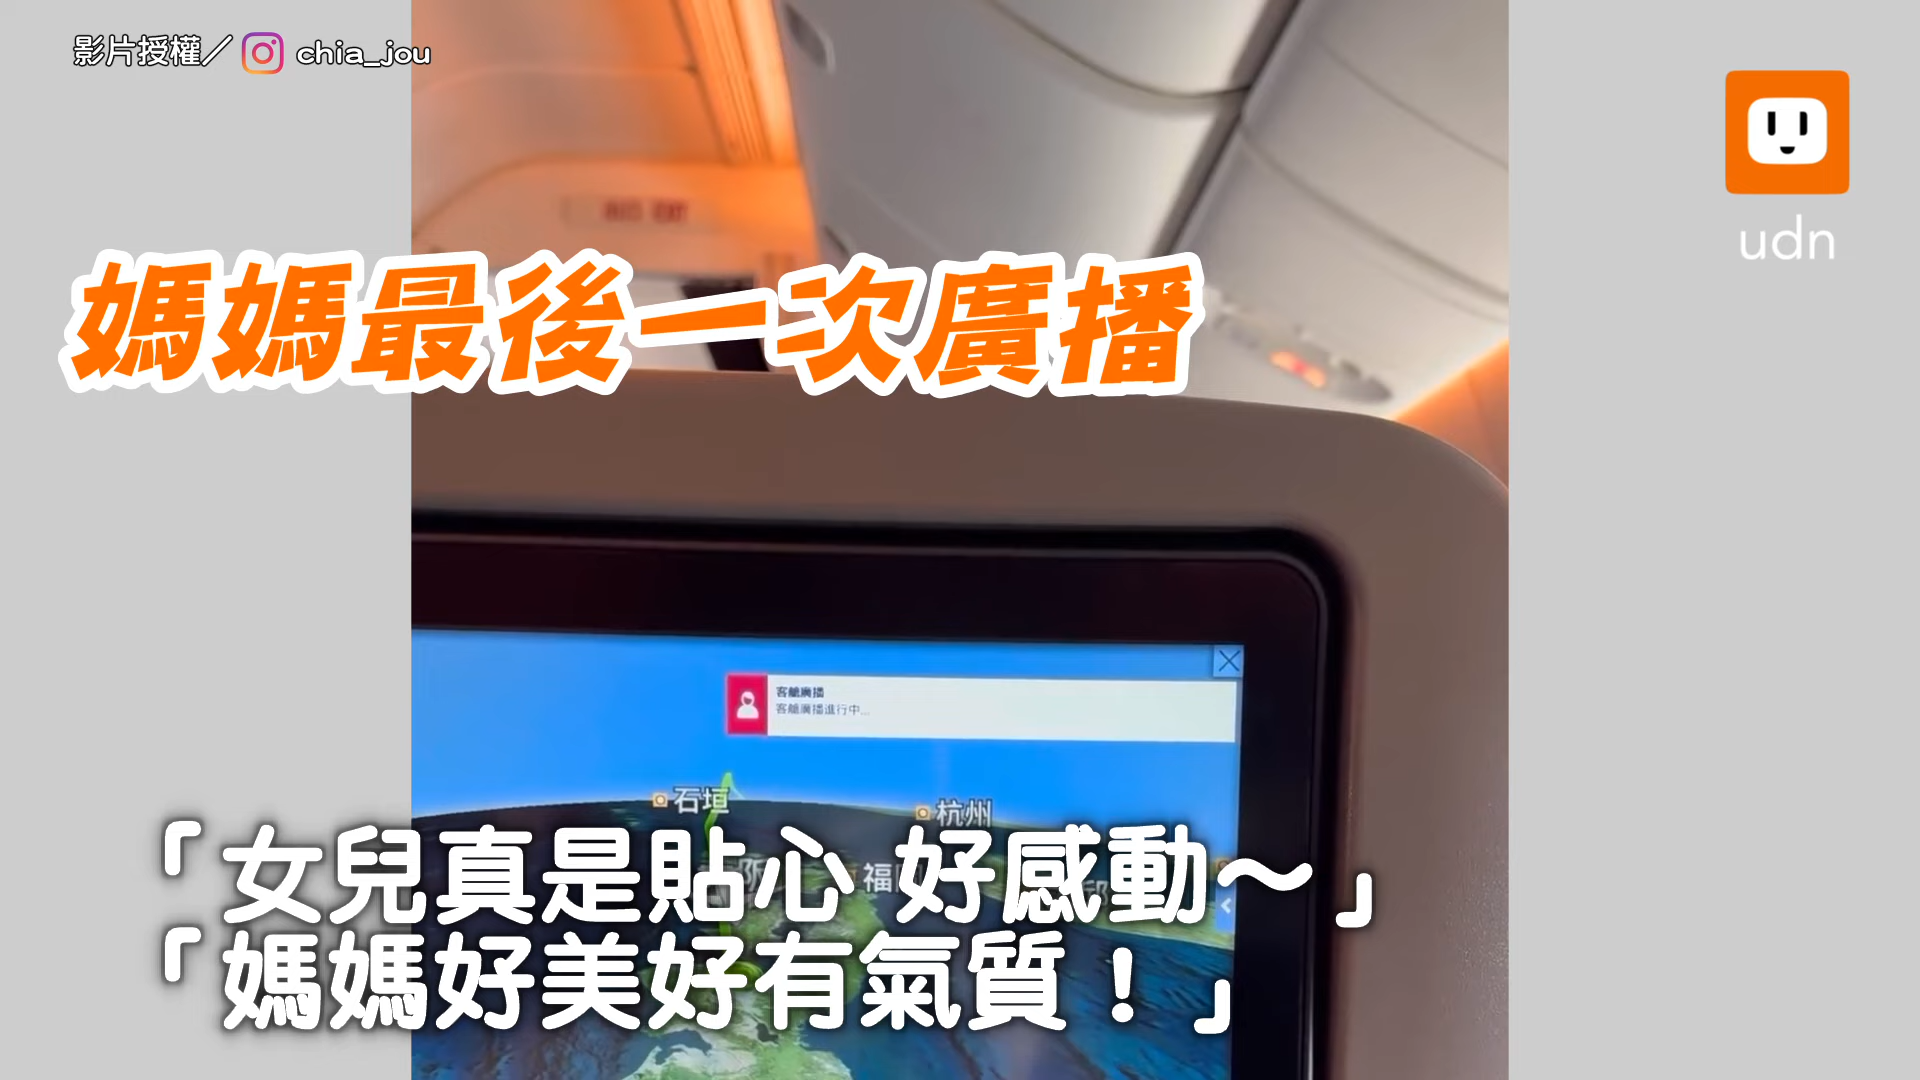 影片授權／ chia_jou
udn
媽媽最後一次廣播
客艙廣播
客艙廣播進行中...
石垣
杭州
福
「女兒真是貼心 好感動～」
「媽媽好美好有氣質！」